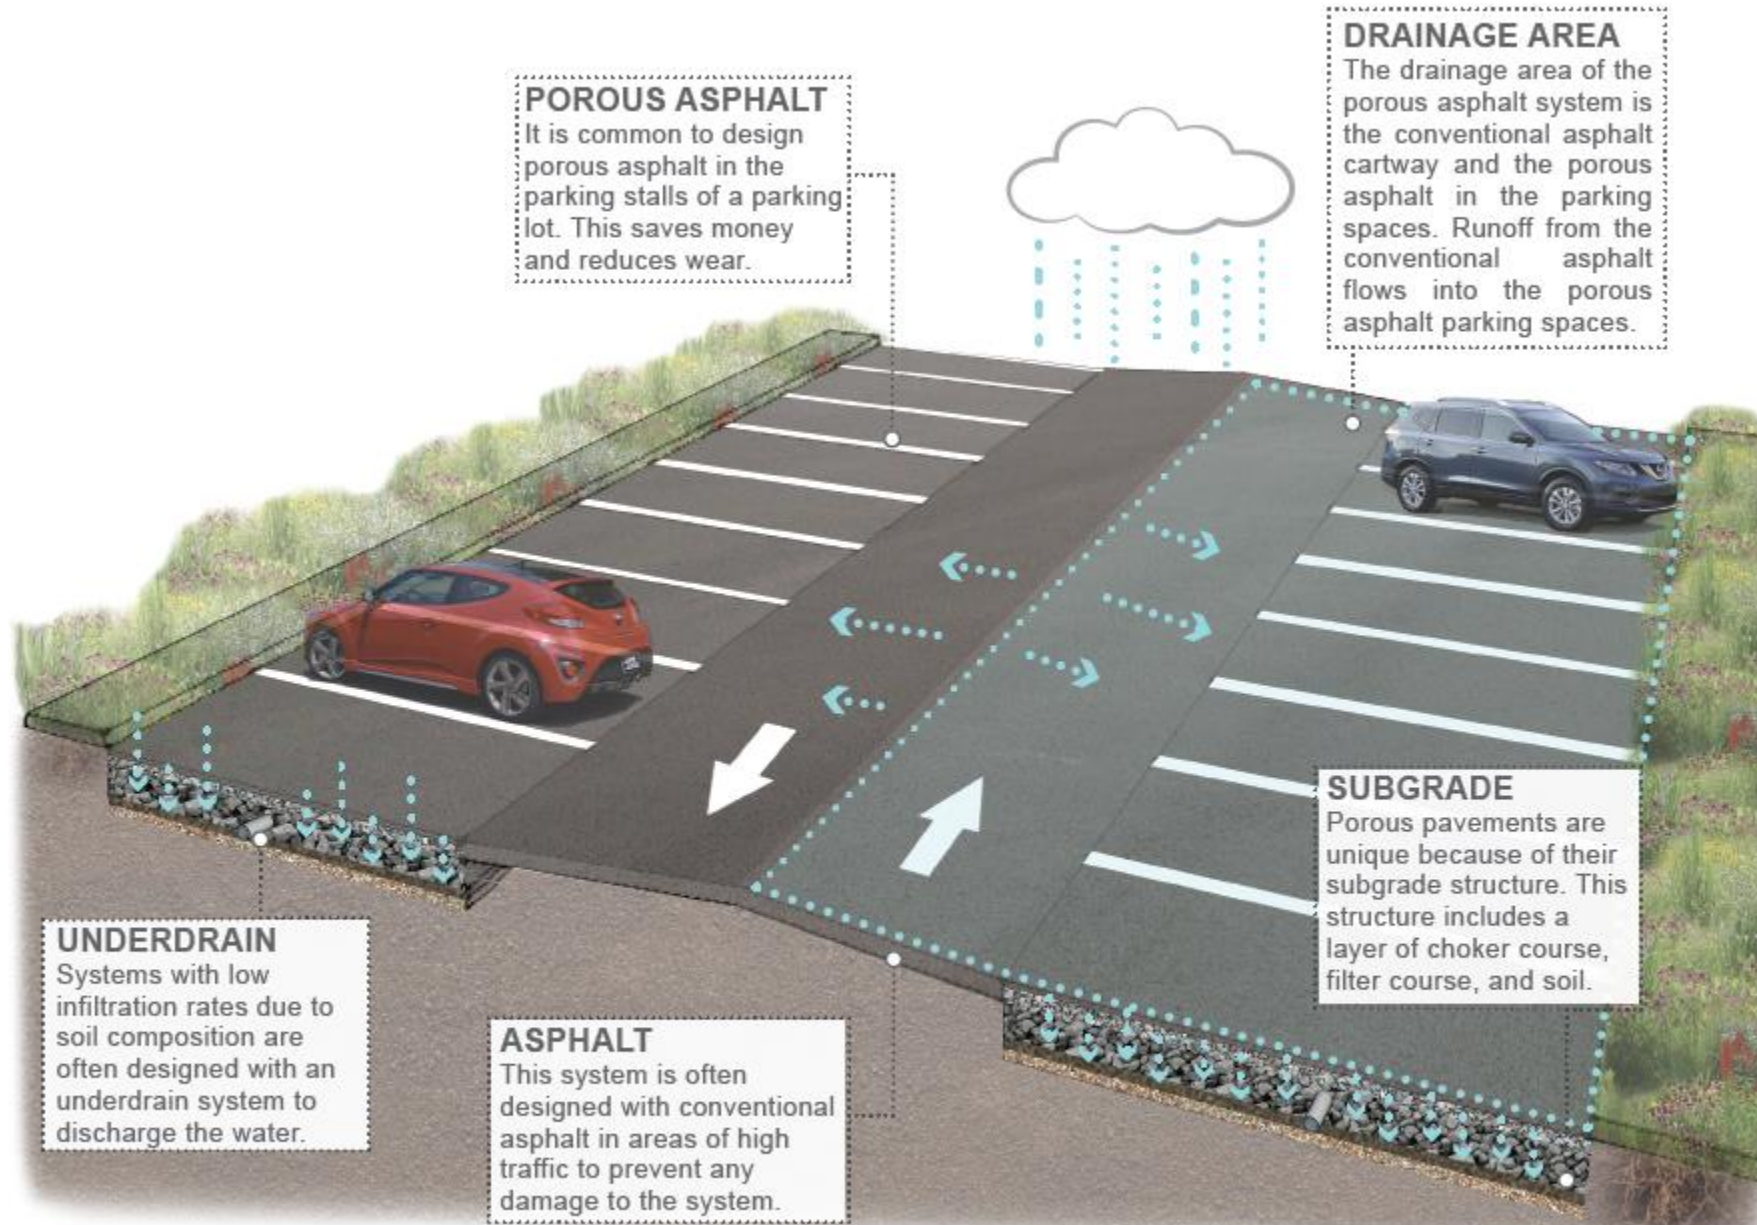 POROUS ASPHALT
It is common to design
porous asphalt in the
parking stalls of a parking
lot. This saves money
and reduces wear.
DRAINAGE AREA
The drainage area of the
porous asphalt system is
the conventional asphalt
cartway and the porous
asphalt in the parking
spaces. Runoff from the
conventional asphalt
flows into the porous
asphalt parking spaces.
SUBGRADE
Porous pavements are
unique because of their
subgrade structure. This
structure includes a
layer of choker course,
filter course, and soil.
UNDERDRAIN
Systems with low
infiltration rates due to
soil composition are
often designed with an
underdrain system to
discharge the water.
ASPHALT
This system is often
designed with conventional
asphalt in areas of high
traffic to prevent any
damage to the system.